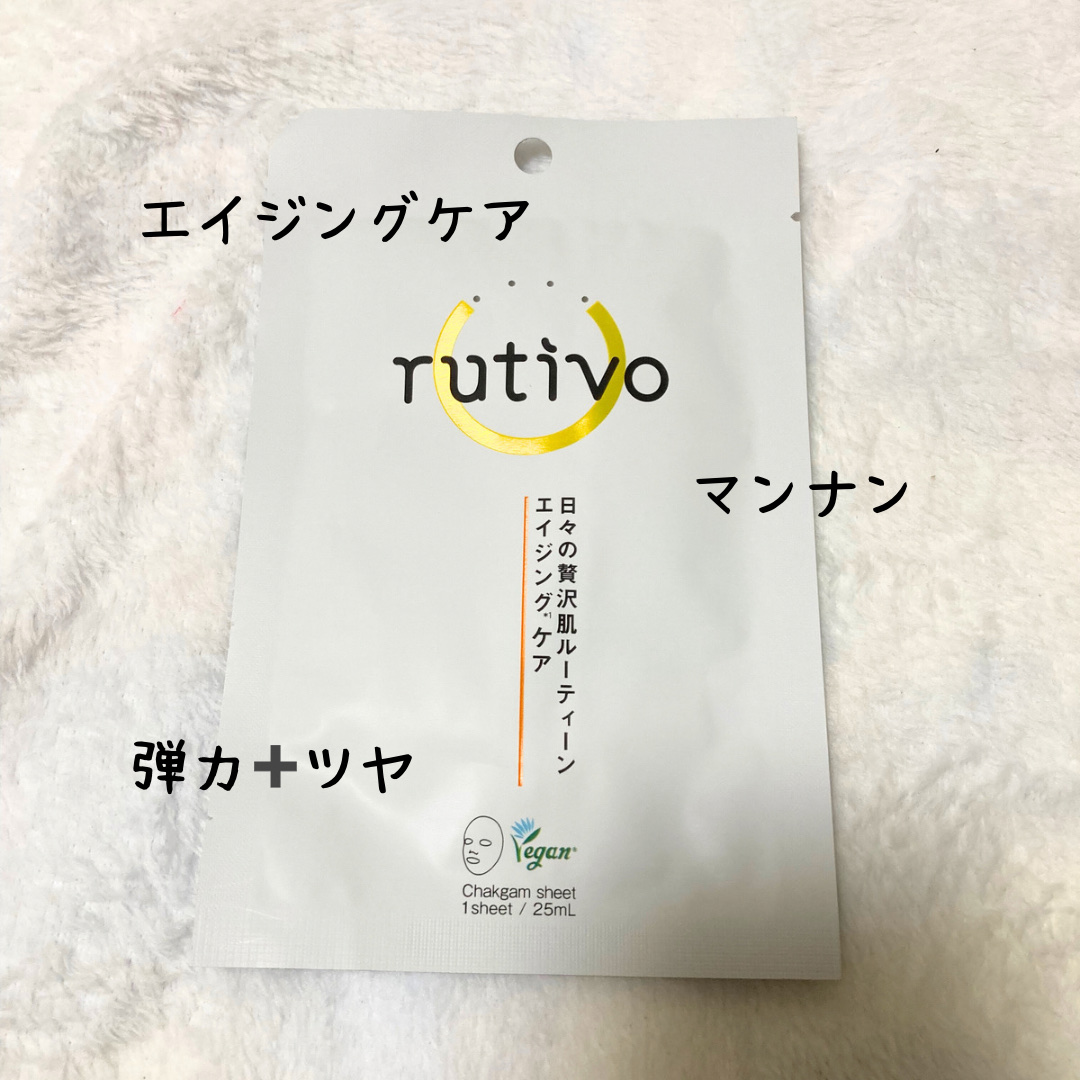 エイジングケア
rutivo
マンナン
日々の贅沢肌ルーティーン
エイジング*1ケア
弾力➕ツヤ
Vegan®
Chakgam sheet
1sheet / 25mL